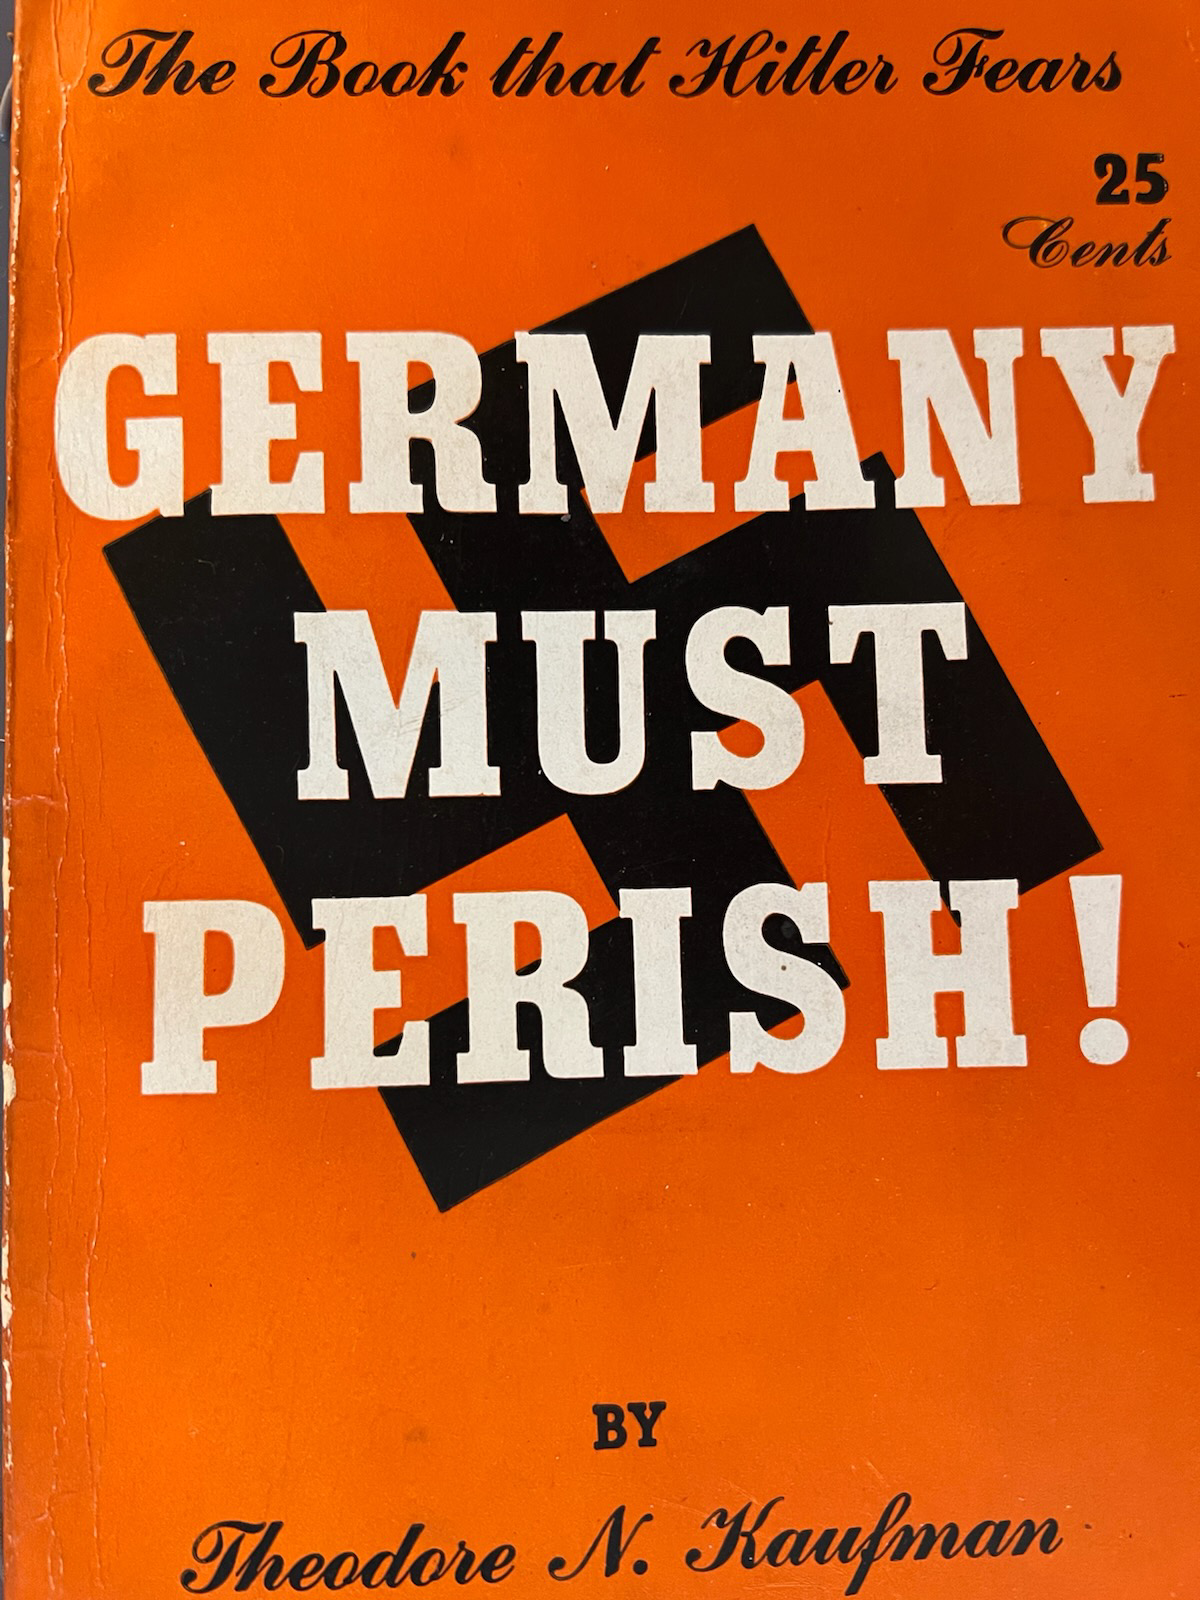 The Book that Hitler Fears
25
Cents
GERMANY
MUST
PERISH!
BY
Theodore N. Kaufman